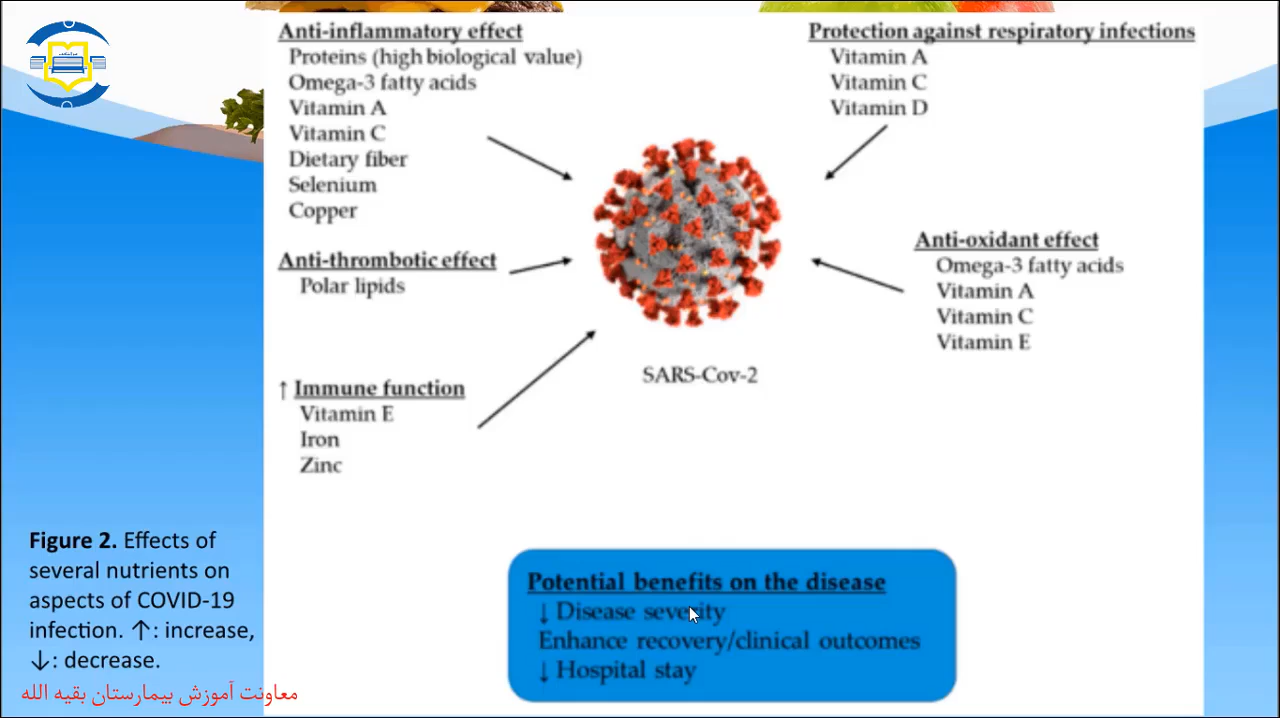 Anti-inflammatory effect
Proteins (high biological value)
Omega-3 fatty acids
Vitamin A
Vitamin C
Dietary fiber
Selenium
Copper
Anti-thrombotic effect
Polar lipids
↑ Immune function
Vitamin E
Iron
Zinc
Protection against respiratory infections
Vitamin A
Vitamin C
Vitamin D
Anti-oxidant effect
Omega-3 fatty acids
Vitamin A
Vitamin C
Vitamin E
SARS-Cov-2
Potential benefits on the disease
↓ Disease severity
Enhance recovery/clinical outcomes
↓ Hospital stay
Figure 2. Effects of
several nutrients on
aspects of COVID-19
infection. ↑: increase,
↓: decrease.
معاونت آموزش بیمارستان بقیه الله